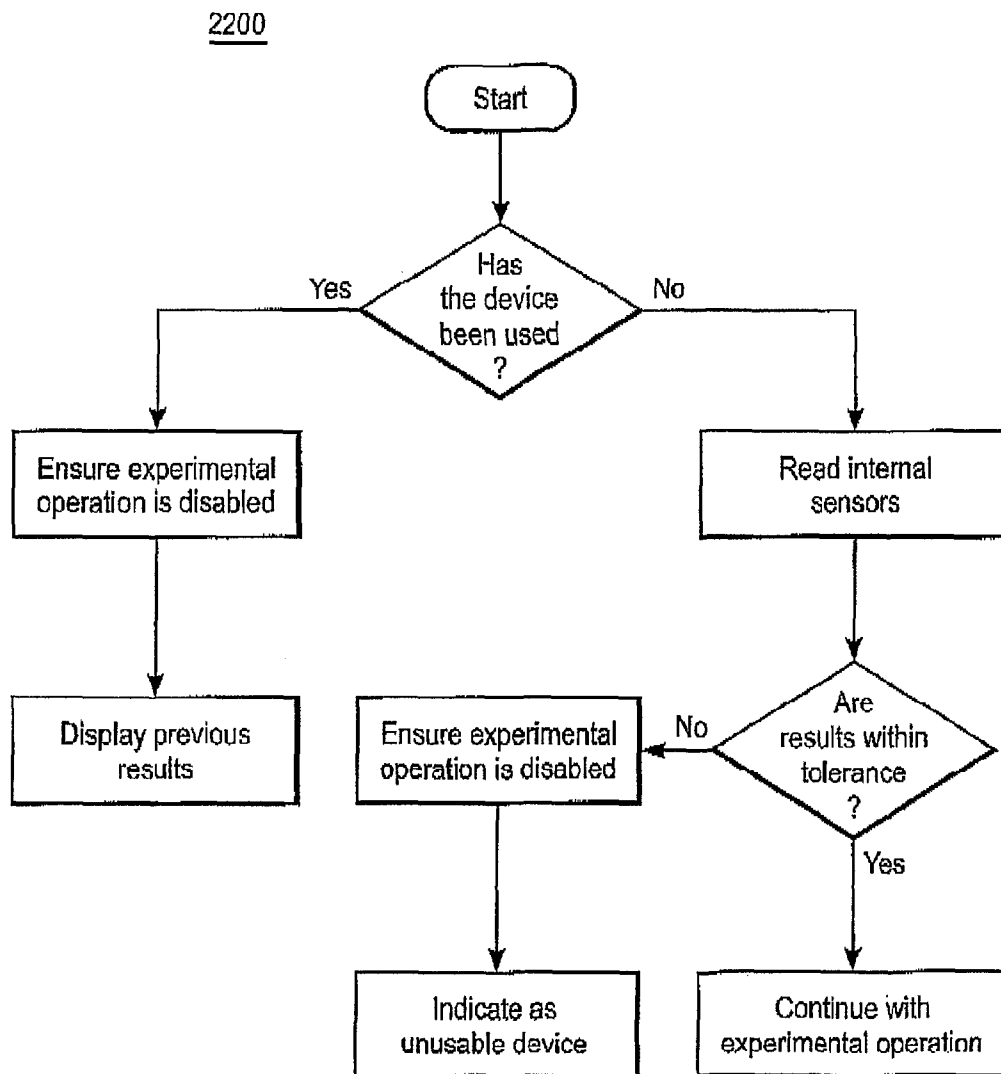 2200
Start
Has
the device
been used
?
Yes
No
Ensure experimental
operation is disabled
Read internal
sensors
Display previous
results
Ensure experimental
operation is disabled
No
Are
results within
tolerance
?
Yes
Indicate as
unusable device
Continue with
experimental operation